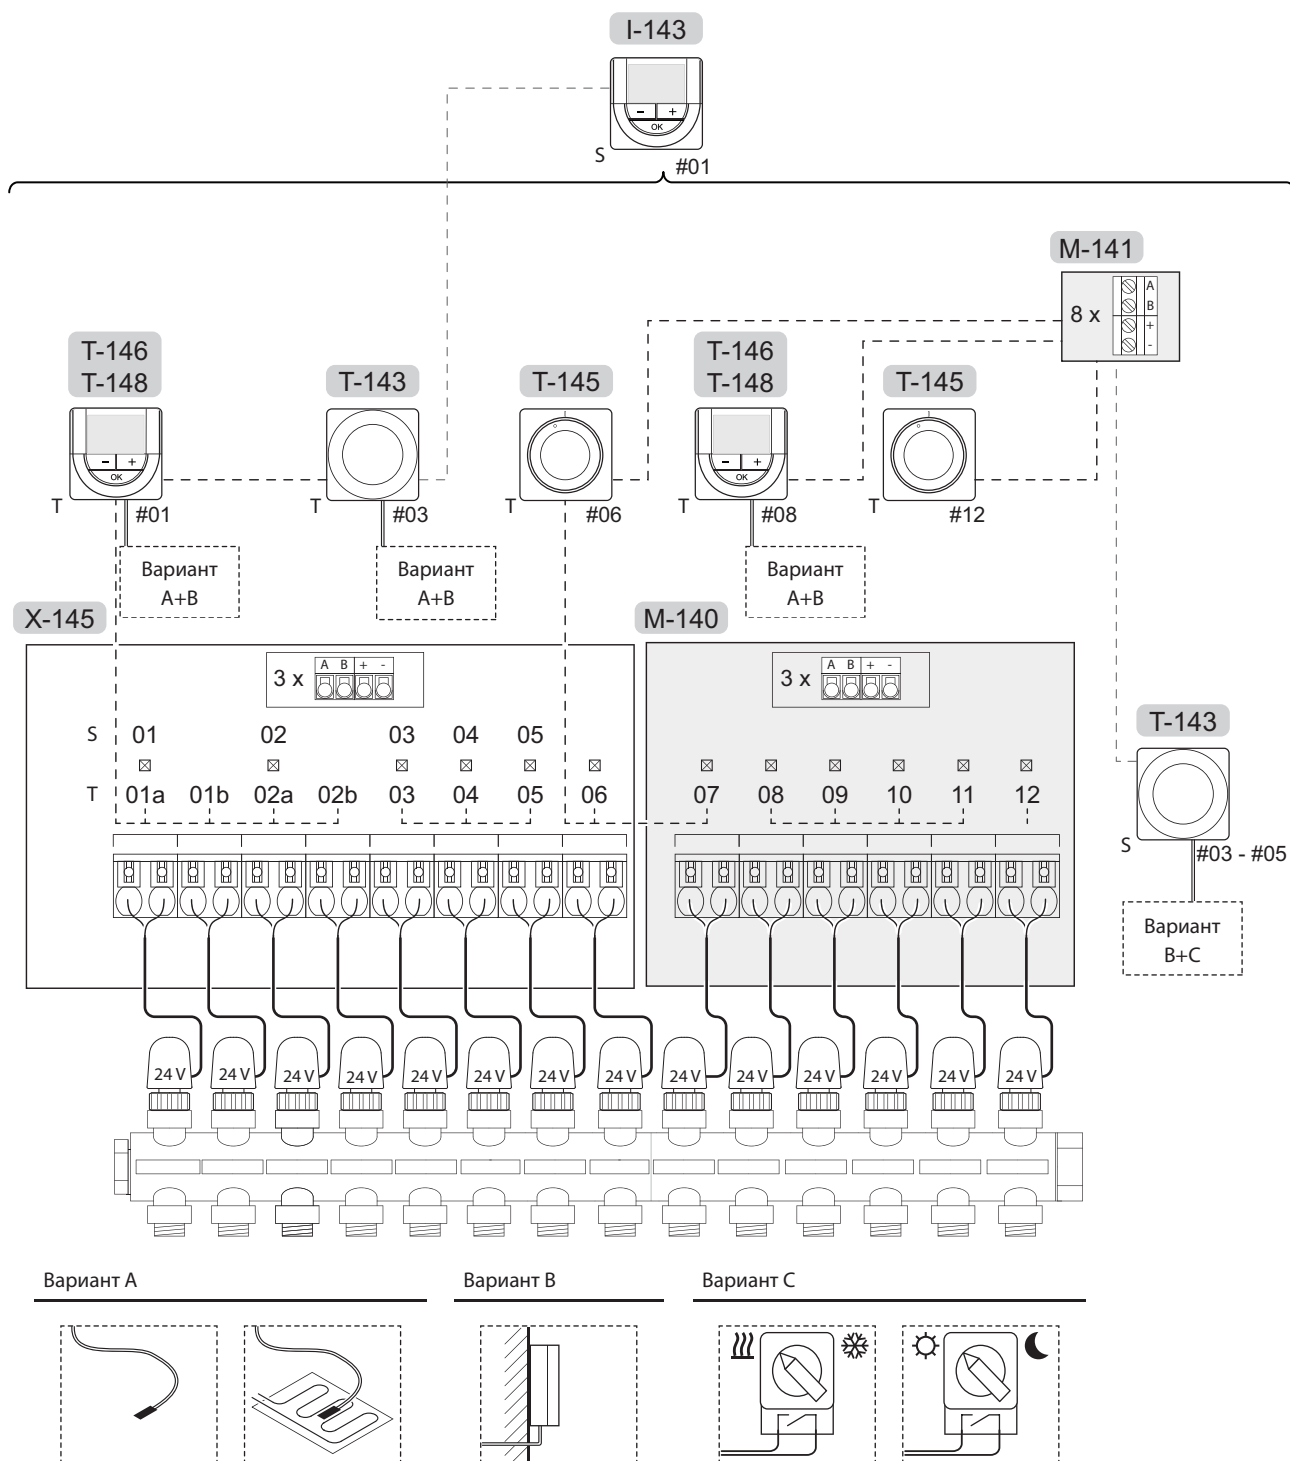 I-143
- +
OK
S
#01
M-141
8 x
A
B
+
-
T-146
T-148
T-143
T-145
T-146
T-148
T-145
- +
OK
- +
OK
T
#01
T
#03
T
#06
T
#08
T
#12
Вариант
A+B
Вариант
A+B
Вариант
A+B
X-145
M-140
3 x
A B + -
3 x
A B + -
T-143
S 01 02 03 04 05
T 01a 01b 02a 02b 03 04 05 06 07 08 09 10 11 12
S
#03 - #05
Вариант
B+C
24 V 24 V 24 V 24 V 24 V 24 V 24 V 24 V 24 V 24 V 24 V 24 V 24 V 24 V
Вариант A
Вариант B
Вариант C